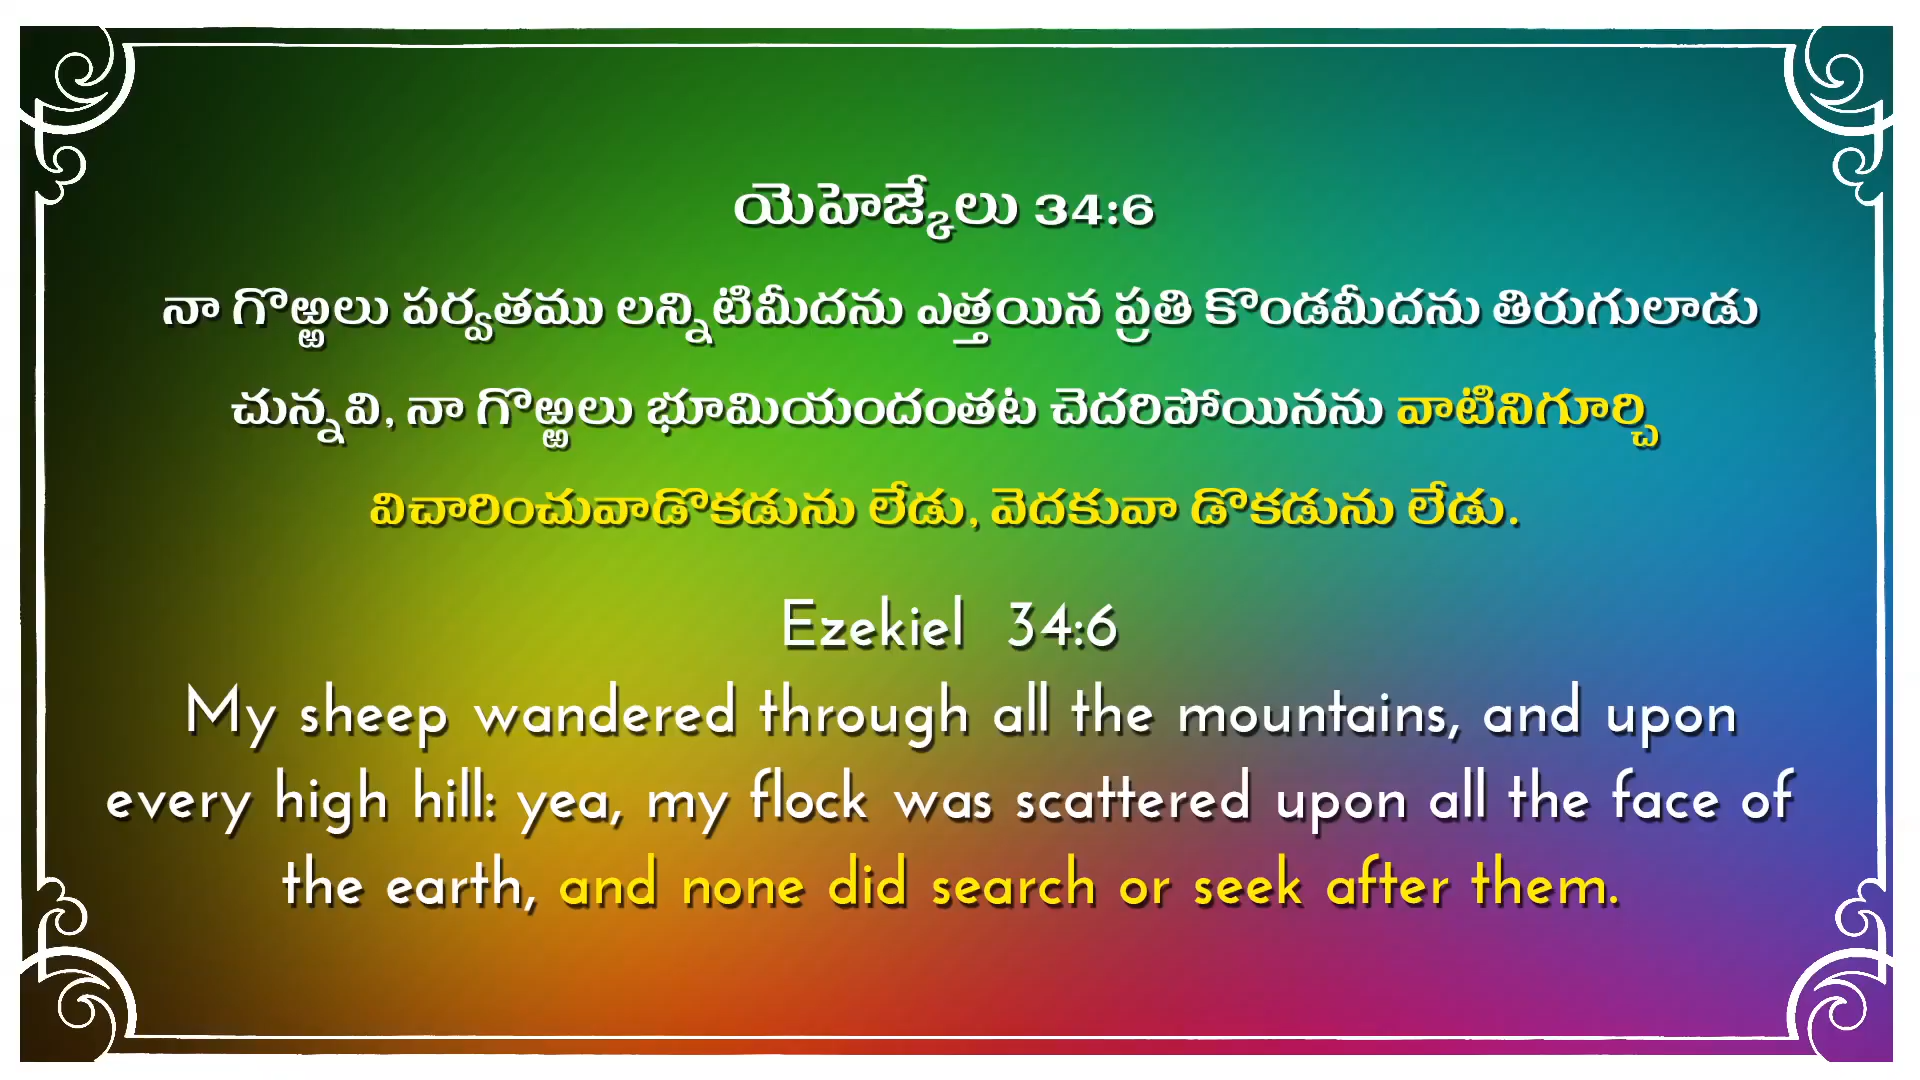 యెహెజ్కేలు 34:6
నా గొఱ్ఱలు పర్వతము లన్నిటిమీదను ఎత్తయిన ప్రతి కొండమీదను తిరుగులాడు
చున్నవి, నా గొఱ్ఱలు భూమియందంతట చెదరిపోయినను వాటినిగూర్చి
విచారించువాడొకడును లేడు, వెదకువా డొకడును లేడు.
Ezekiel 34:6
My sheep wandered through all the mountains, and upon
every high hill: yea, my flock was scattered upon all the face of
the earth, and none did search or seek after them.